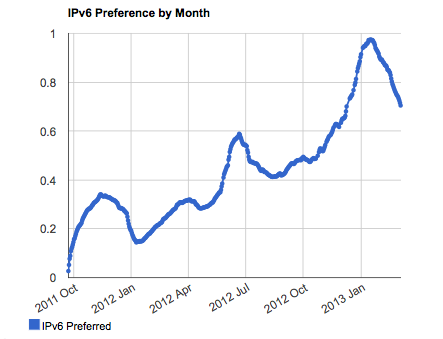 IPv6 Preference by Month
1
0.8
0.6
0.4
0.2
0
2011 Oct
2012 Jan
2012 Apr
2012 Jul
2012 Oct
2013 Jan
IPv6 Preferred